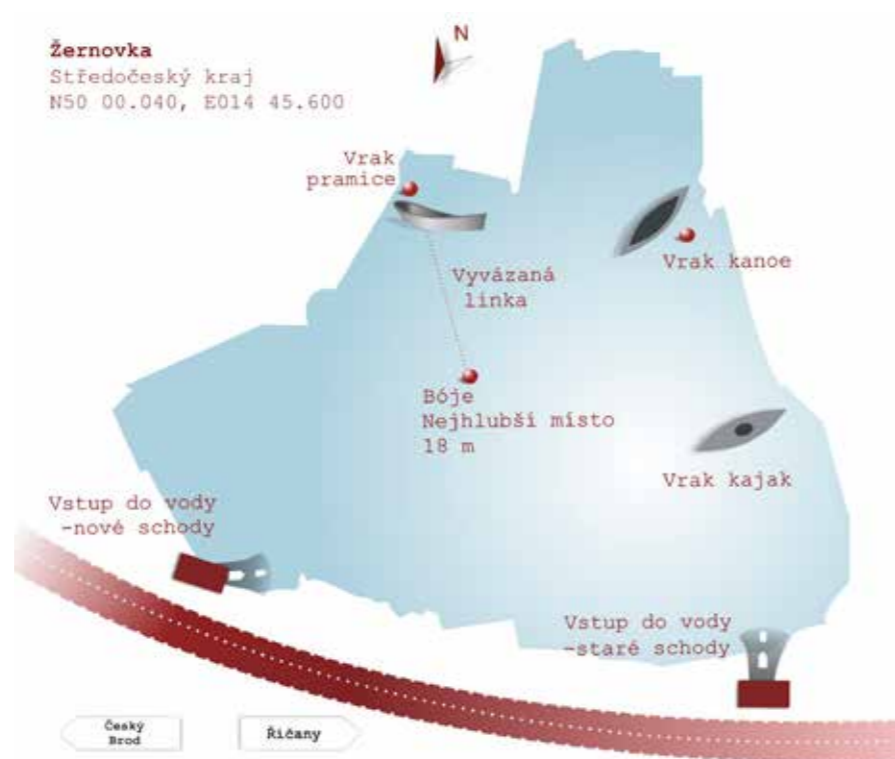 Žernovka
Středočeský kraj
N50 00.040, E014 45.600
N
Vrak
pramice
Vrak kanoe
Vyvázaná
linka
Bóje
Nejhlubší místo
18 m
Vrak kajak
Vstup do vody
-nové schody
Vstup do vody
-staré schody
Český
Brod
Říčany